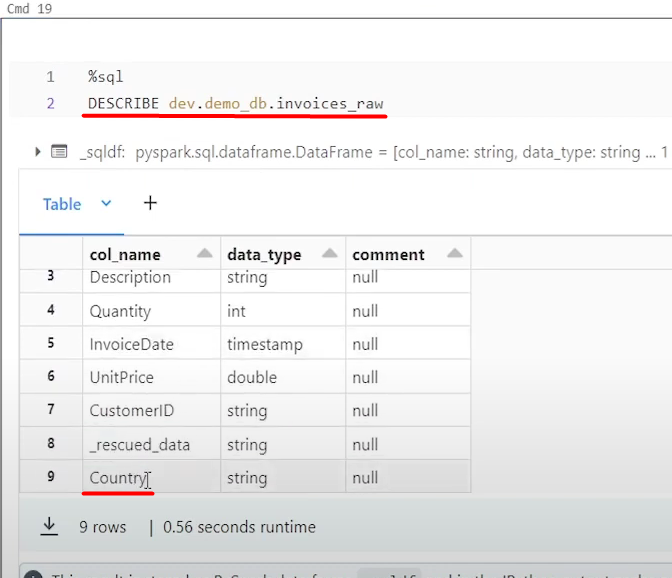 Cmd 19
1 %sql
2 DESCRIBE dev.demo_db.invoices_raw
_sqldf: pyspark.sql.dataframe.DataFrame = [col_name: string, data_type: string ... 1
Table +
col_name data_type comment
3 Description string null
4 Quantity int null
5 InvoiceDate timestamp null
6 UnitPrice double null
7 CustomerID string null
8 _rescued_data string null
9 Country string null
9 rows | 0.56 seconds runtime